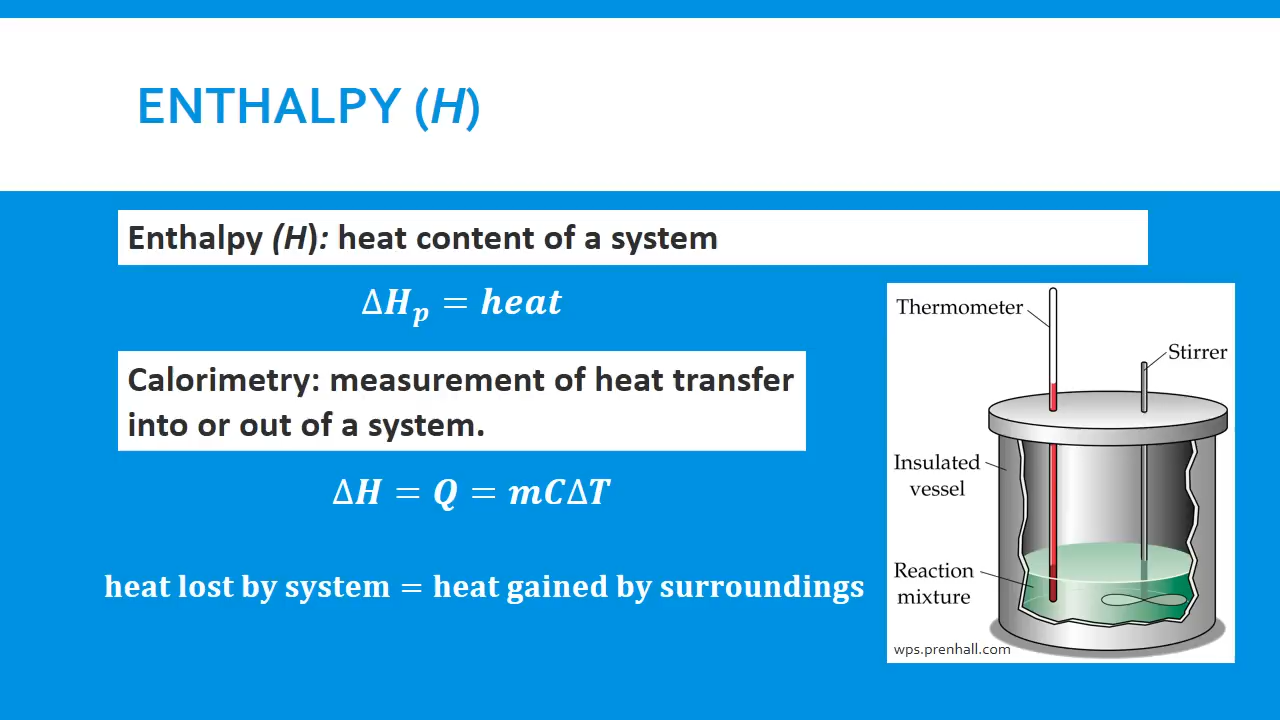 ENTHALPY (H)
Enthalpy (H): heat content of a system
ΔHₚ = heat
Calorimetry: measurement of heat transfer
into or out of a system.
ΔH = Q = mCΔT
heat lost by system = heat gained by surroundings
Thermometer
Stirrer
Insulated
vessel
Reaction
mixture
wps.prenhall.com